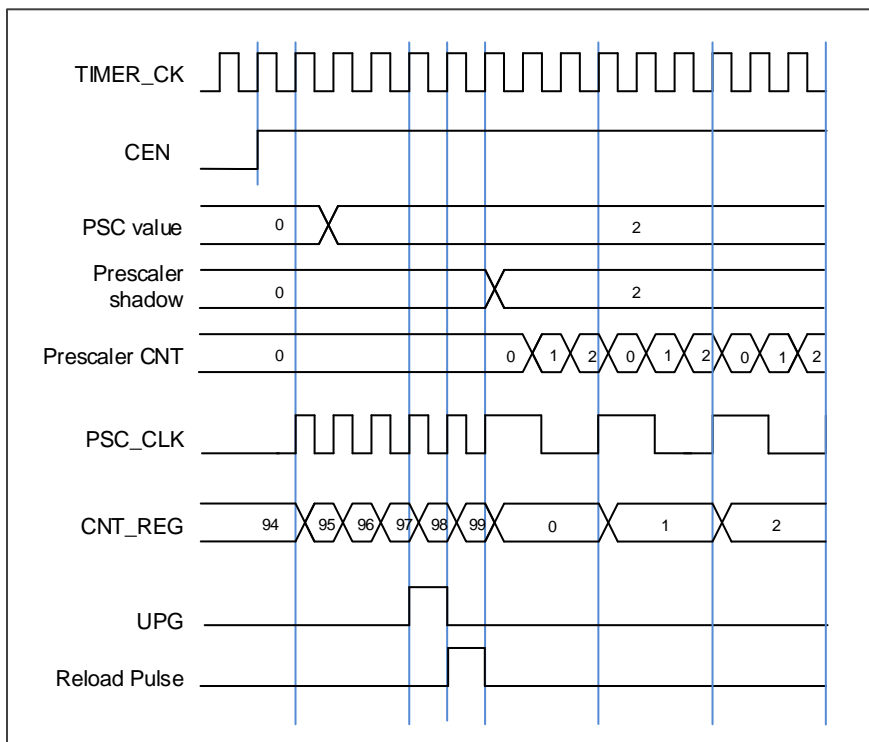 TIMER_CK
CEN
PSC value 0 2
Prescaler
shadow 0 2
Prescaler CNT 0 0 1 2 0 1 2 0 1 2
PSC_CLK
CNT_REG 94 95 96 97 98 99 0 1 2
UPG
Reload Pulse